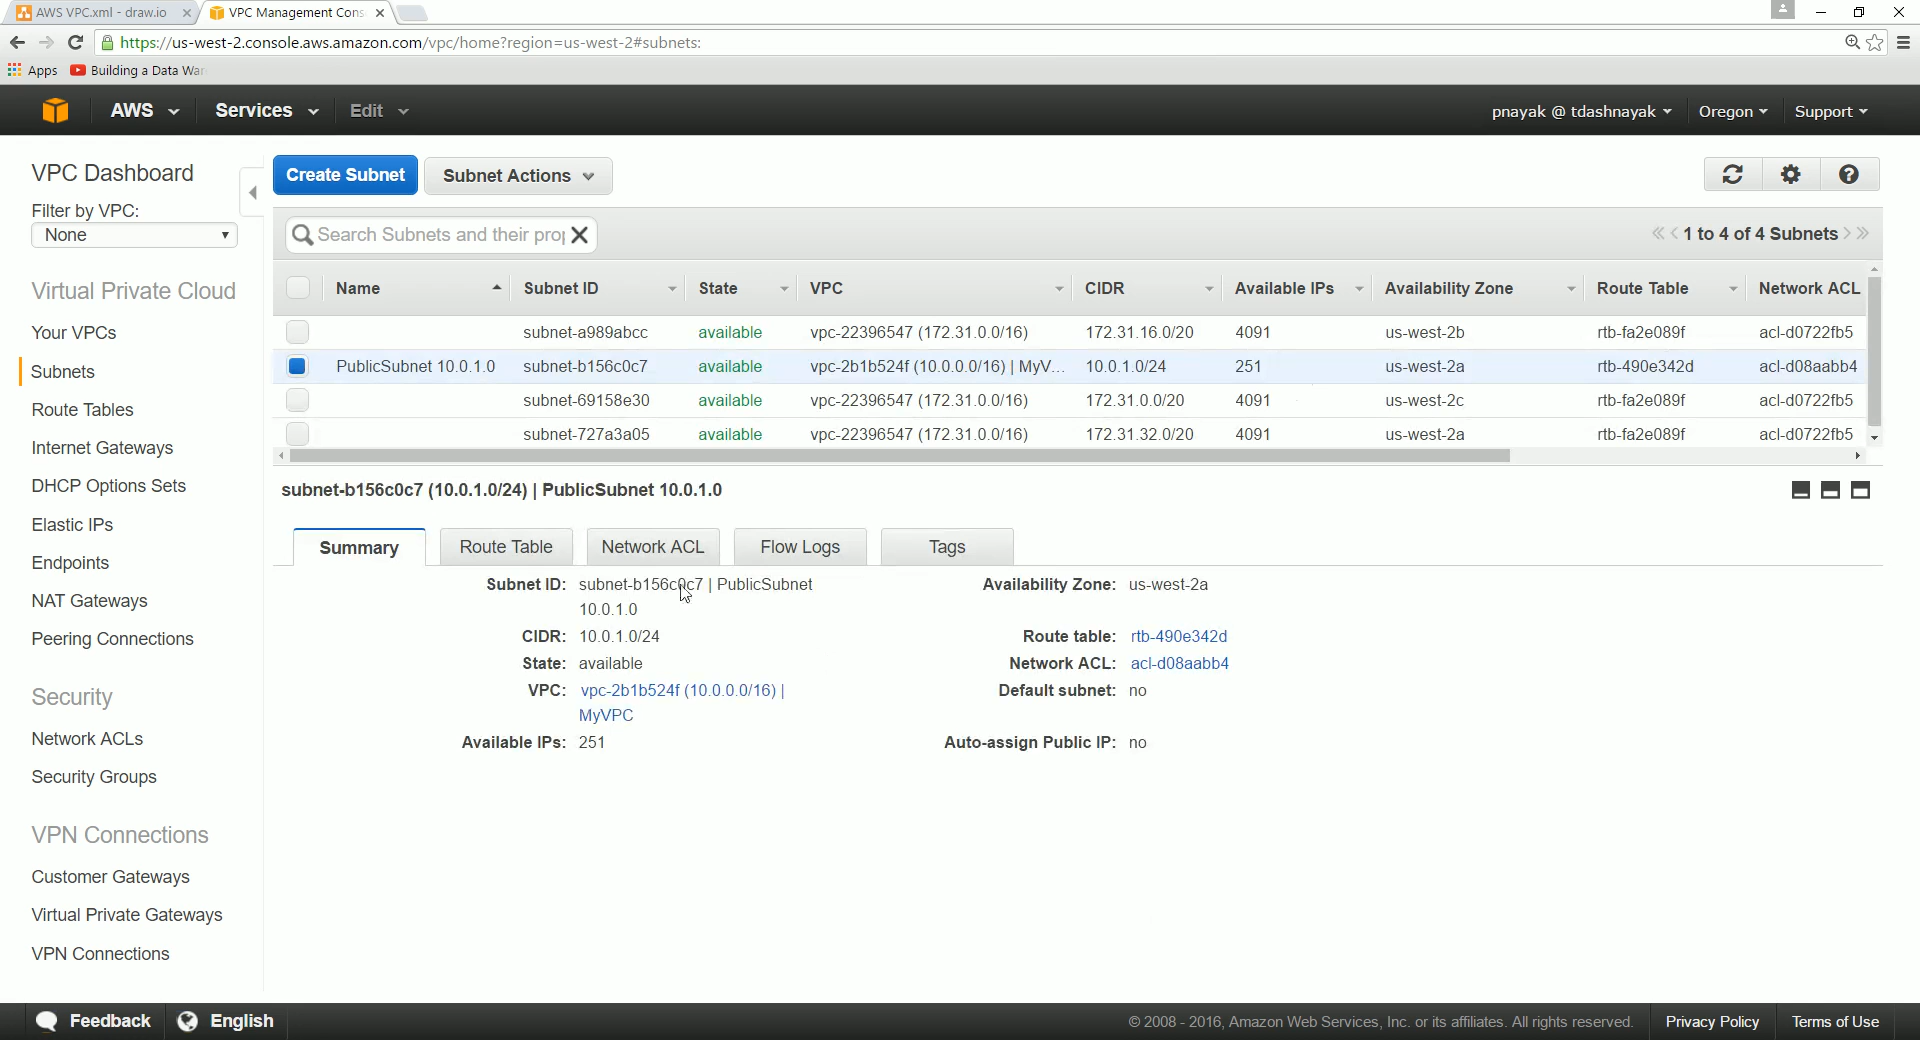 AWS VPC.xml - draw.io
VPC Management Cons
https://us-west-2.console.aws.amazon.com/vpc/home?region=us-west-2#subnets:
Apps Building a Data War
AWS Services Edit pnayak @ tdashnayak Oregon Support
VPC Dashboard
Filter by VPC:
None
Virtual Private Cloud
Your VPCs
Subnets
Route Tables
Internet Gateways
DHCP Options Sets
Elastic IPs
Endpoints
NAT Gateways
Peering Connections
Security
Network ACLs
Security Groups
VPN Connections
Customer Gateways
Virtual Private Gateways
VPN Connections
Create Subnet Subnet Actions
Search Subnets and their prop 1 to 4 of 4 Subnets
Name Subnet ID State VPC CIDR Available IPs Availability Zone Route Table Network ACL
subnet-a989abcc available vpc-22396547 (172.31.0.0/16) 172.31.16.0/20 4091 us-west-2b rtb-fa2e089f acl-d0722fb5
PublicSubnet 10.0.1.0 subnet-b156c0c7 available vpc-2b1b524f (10.0.0.0/16) | MyV... 10.0.1.0/24 251 us-west-2a rtb-490e342d acl-d08aabb4
subnet-69158e30 available vpc-22396547 (172.31.0.0/16) 172.31.0.0/20 4091 us-west-2c rtb-fa2e089f acl-d0722fb5
subnet-727a3a05 available vpc-22396547 (172.31.0.0/16) 172.31.32.0/20 4091 us-west-2a rtb-fa2e089f acl-d0722fb5
subnet-b156c0c7 (10.0.1.0/24) | PublicSubnet 10.0.1.0
Summary Route Table Network ACL Flow Logs Tags
Subnet ID: subnet-b156c0c7 | PublicSubnet
10.0.1.0
CIDR: 10.0.1.0/24
State: available
VPC: vpc-2b1b524f (10.0.0.0/16) |
MyVPC
Available IPs: 251
Availability Zone: us-west-2a
Route table: rtb-490e342d
Network ACL: acl-d08aabb4
Default subnet: no
Auto-assign Public IP: no
Feedback English © 2008 - 2016, Amazon Web Services, Inc. or its affiliates. All rights reserved. Privacy Policy Terms of Use